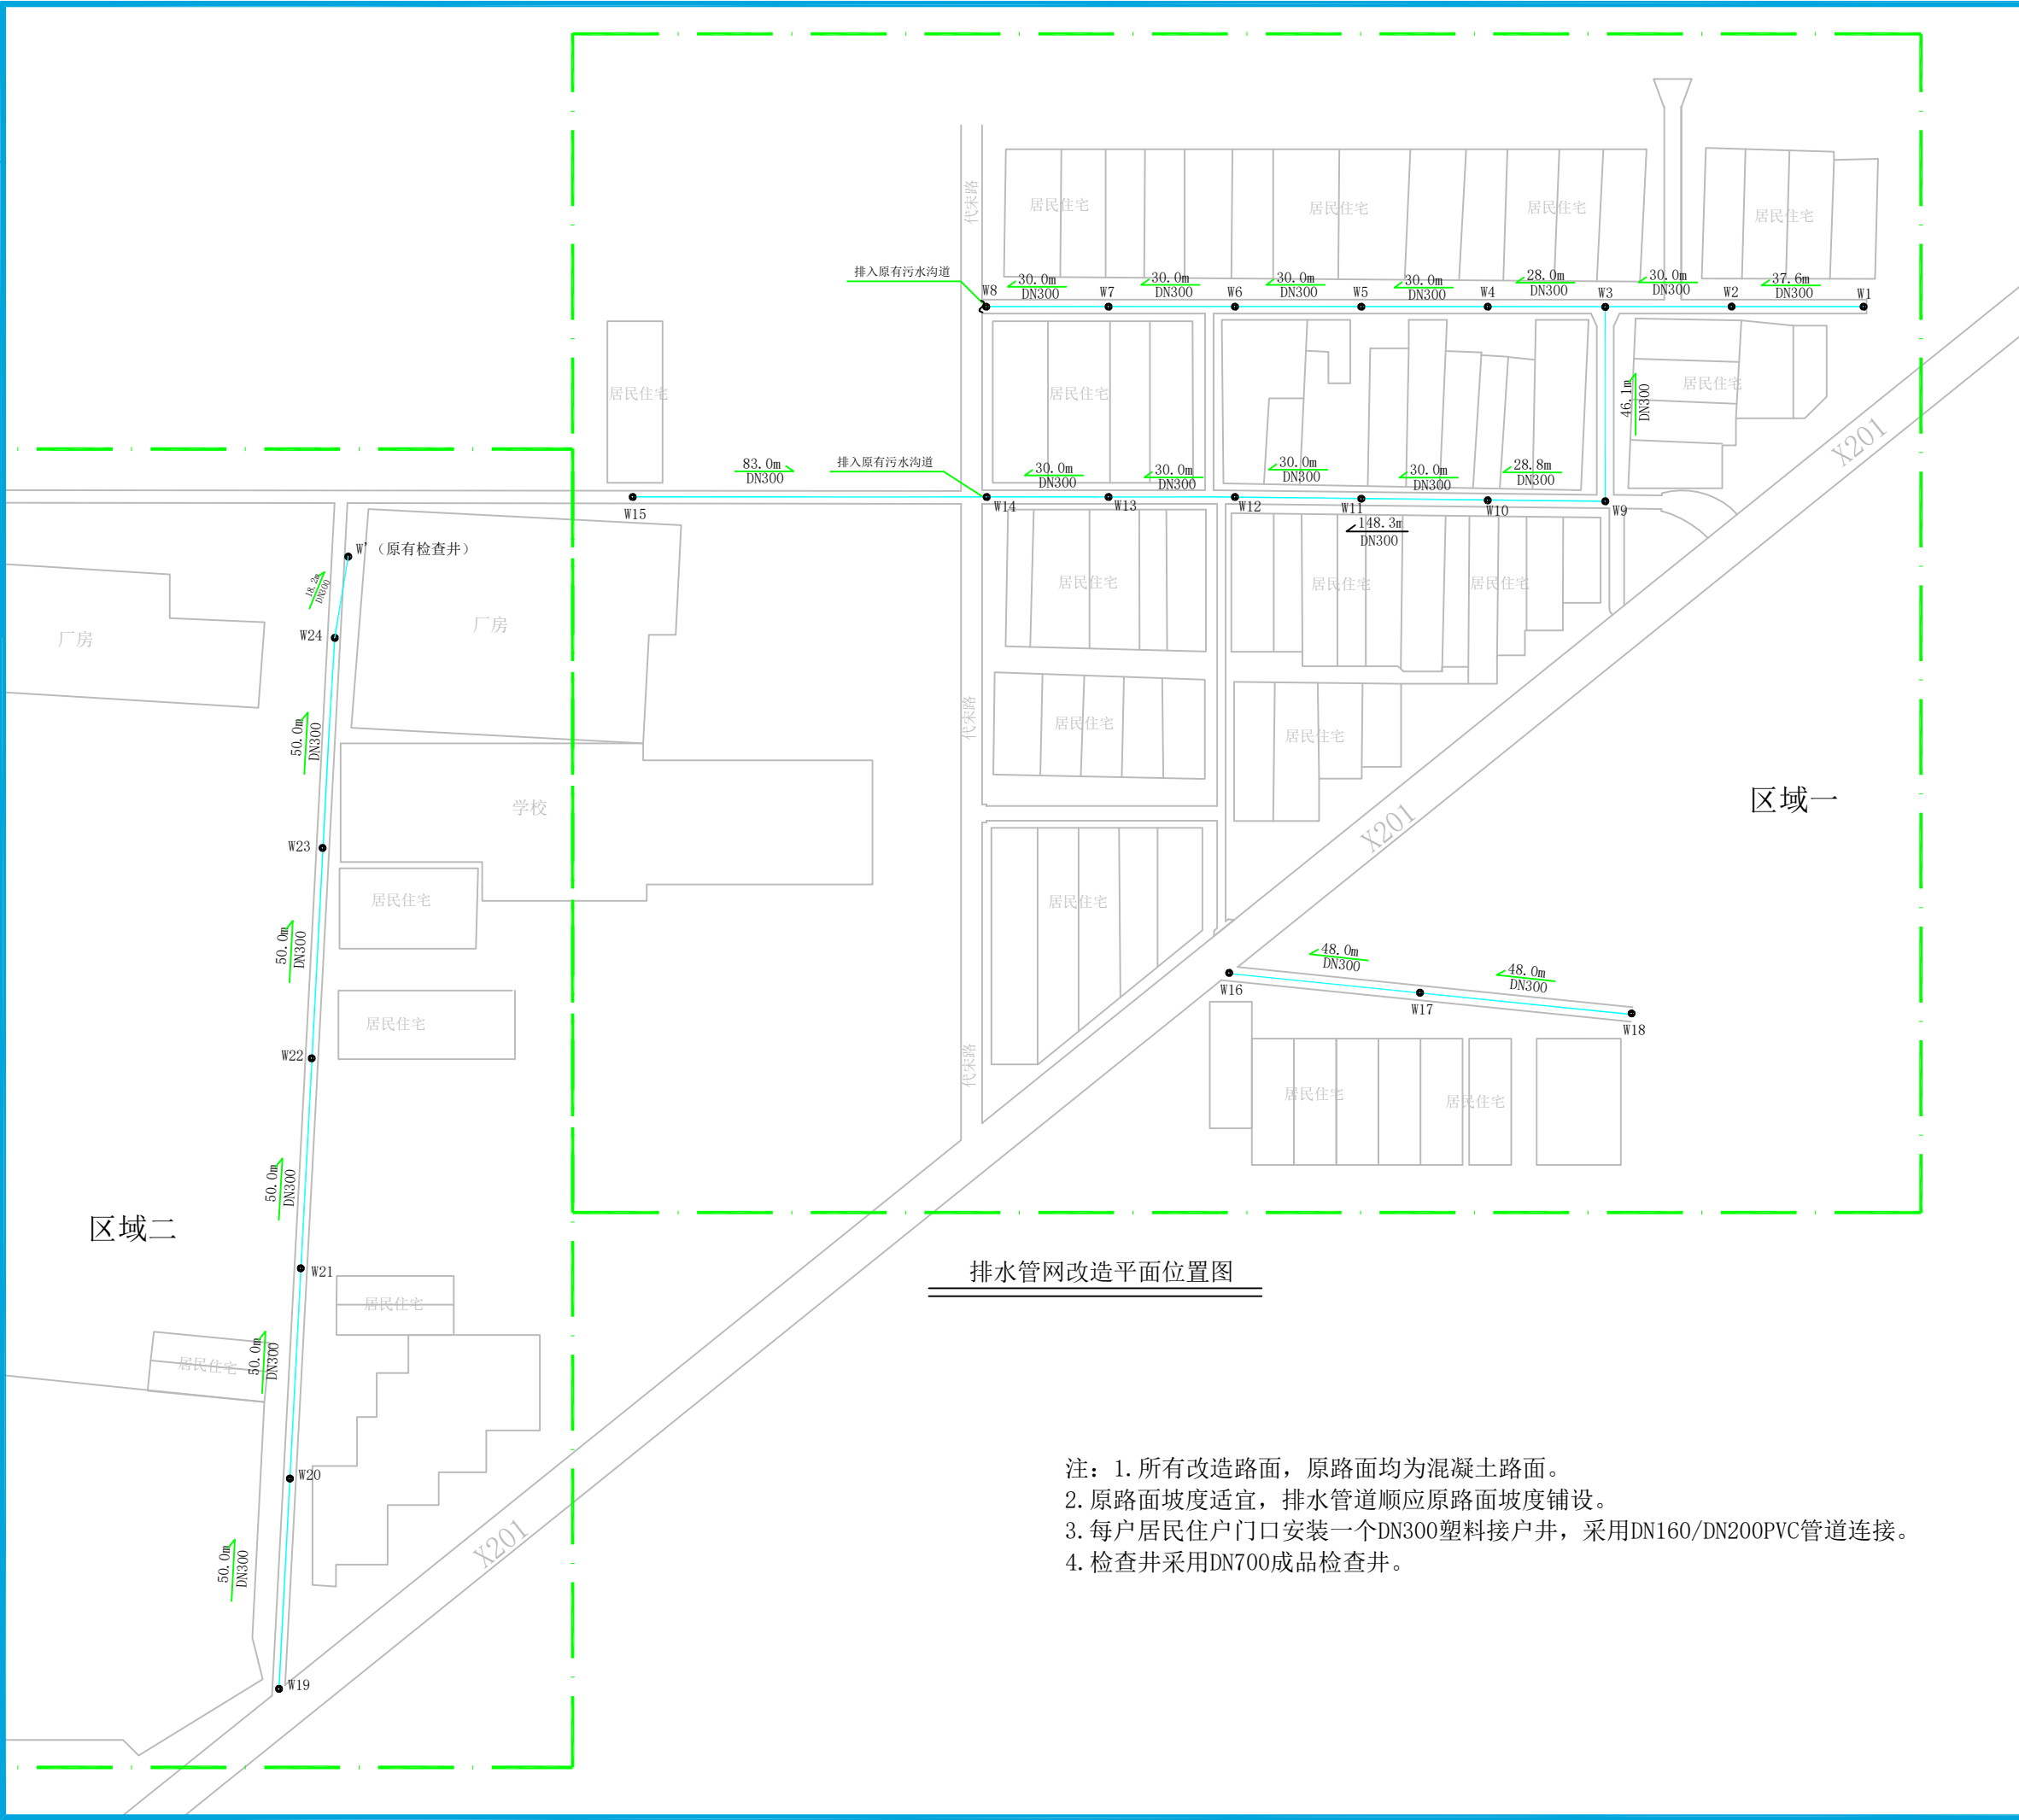 代宋路
居民住宅
居民住宅
居民住宅
居民住宅
排入原有污水沟道
30.0m
DN300
30.0m
DN300
30.0m
DN300
30.0m
DN300
28.0m
DN300
30.0m
DN300
37.6m
DN300
W8
W7
W6
W5
W4
W3
W2
W1
居民住宅
居民住宅
居民住宅
46.1m
DN300
X201
排入原有污水沟道
83.0m
DN300
30.0m
DN300
30.0m
DN300
30.0m
DN300
30.0m
DN300
28.8m
DN300
W15
W14
W13
W12
W11
W10
W9
148.3m
DN300
W'(原有检查井)
18.2m
DN300
厂房
厂房
居民住宅
居民住宅
居民住宅
W24
50.0m
DN300
代宋路
居民住宅
居民住宅
学校
X201
区域一
W23
居民住宅
居民住宅
50.0m
DN300
48.0m
DN300
48.0m
DN300
W16
W17
W18
居民住宅
W22
代宋路
居民住宅
居民住宅
50.0m
DN300
区域二
W21
居民住宅
排水管网改造平面位置图
居民住宅
50.0m
DN300
W20
X201
50.0m
DN300
W19
注：1.所有改造路面，原路面均为混凝土路面。
2.原路面坡度适宜，排水管道顺应原路面坡度铺设。
3.每户居民住户门口安装一个DN300塑料接户井，采用DN160/DN200PVC管道连接。
4.检查井采用DN700成品检查井。